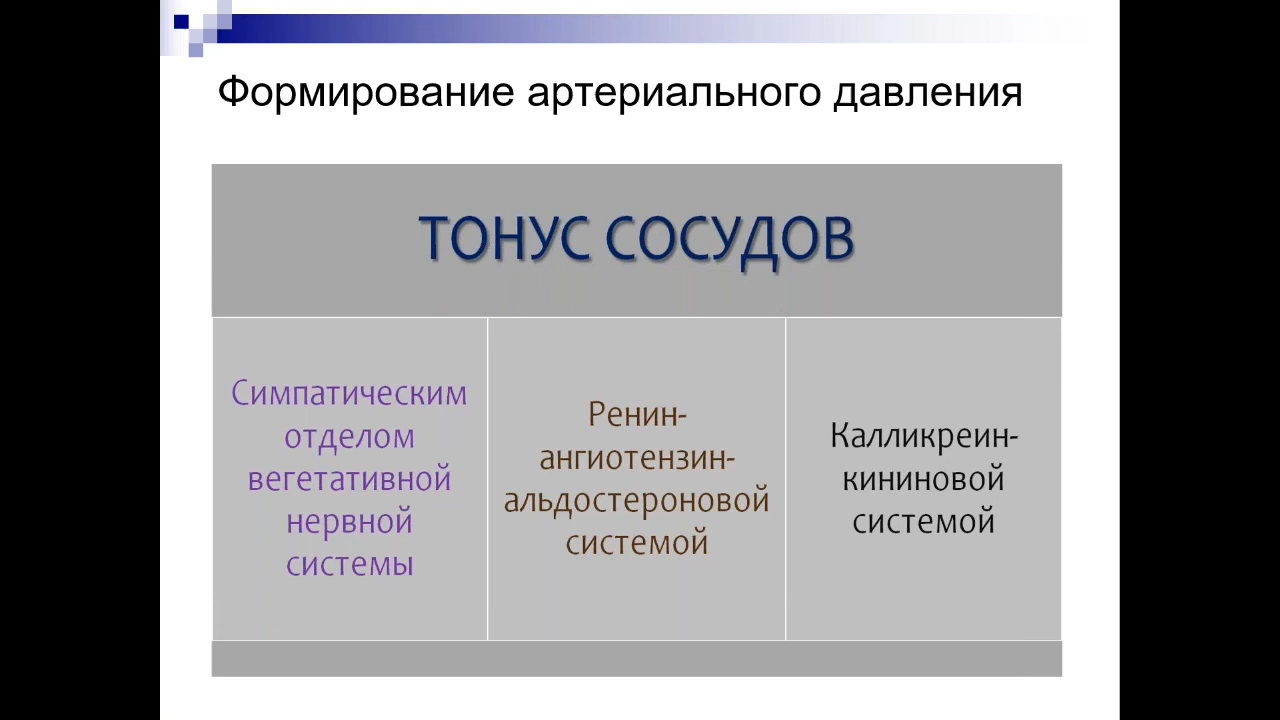 Формирование артериального давления
ТОНУС СОСУДОВ
Симпатическим
отделом
вегетативной
нервной
системы
Ренин-
ангиотензин-
альдостероновой
системой
Калликреин-
кининовой
системой